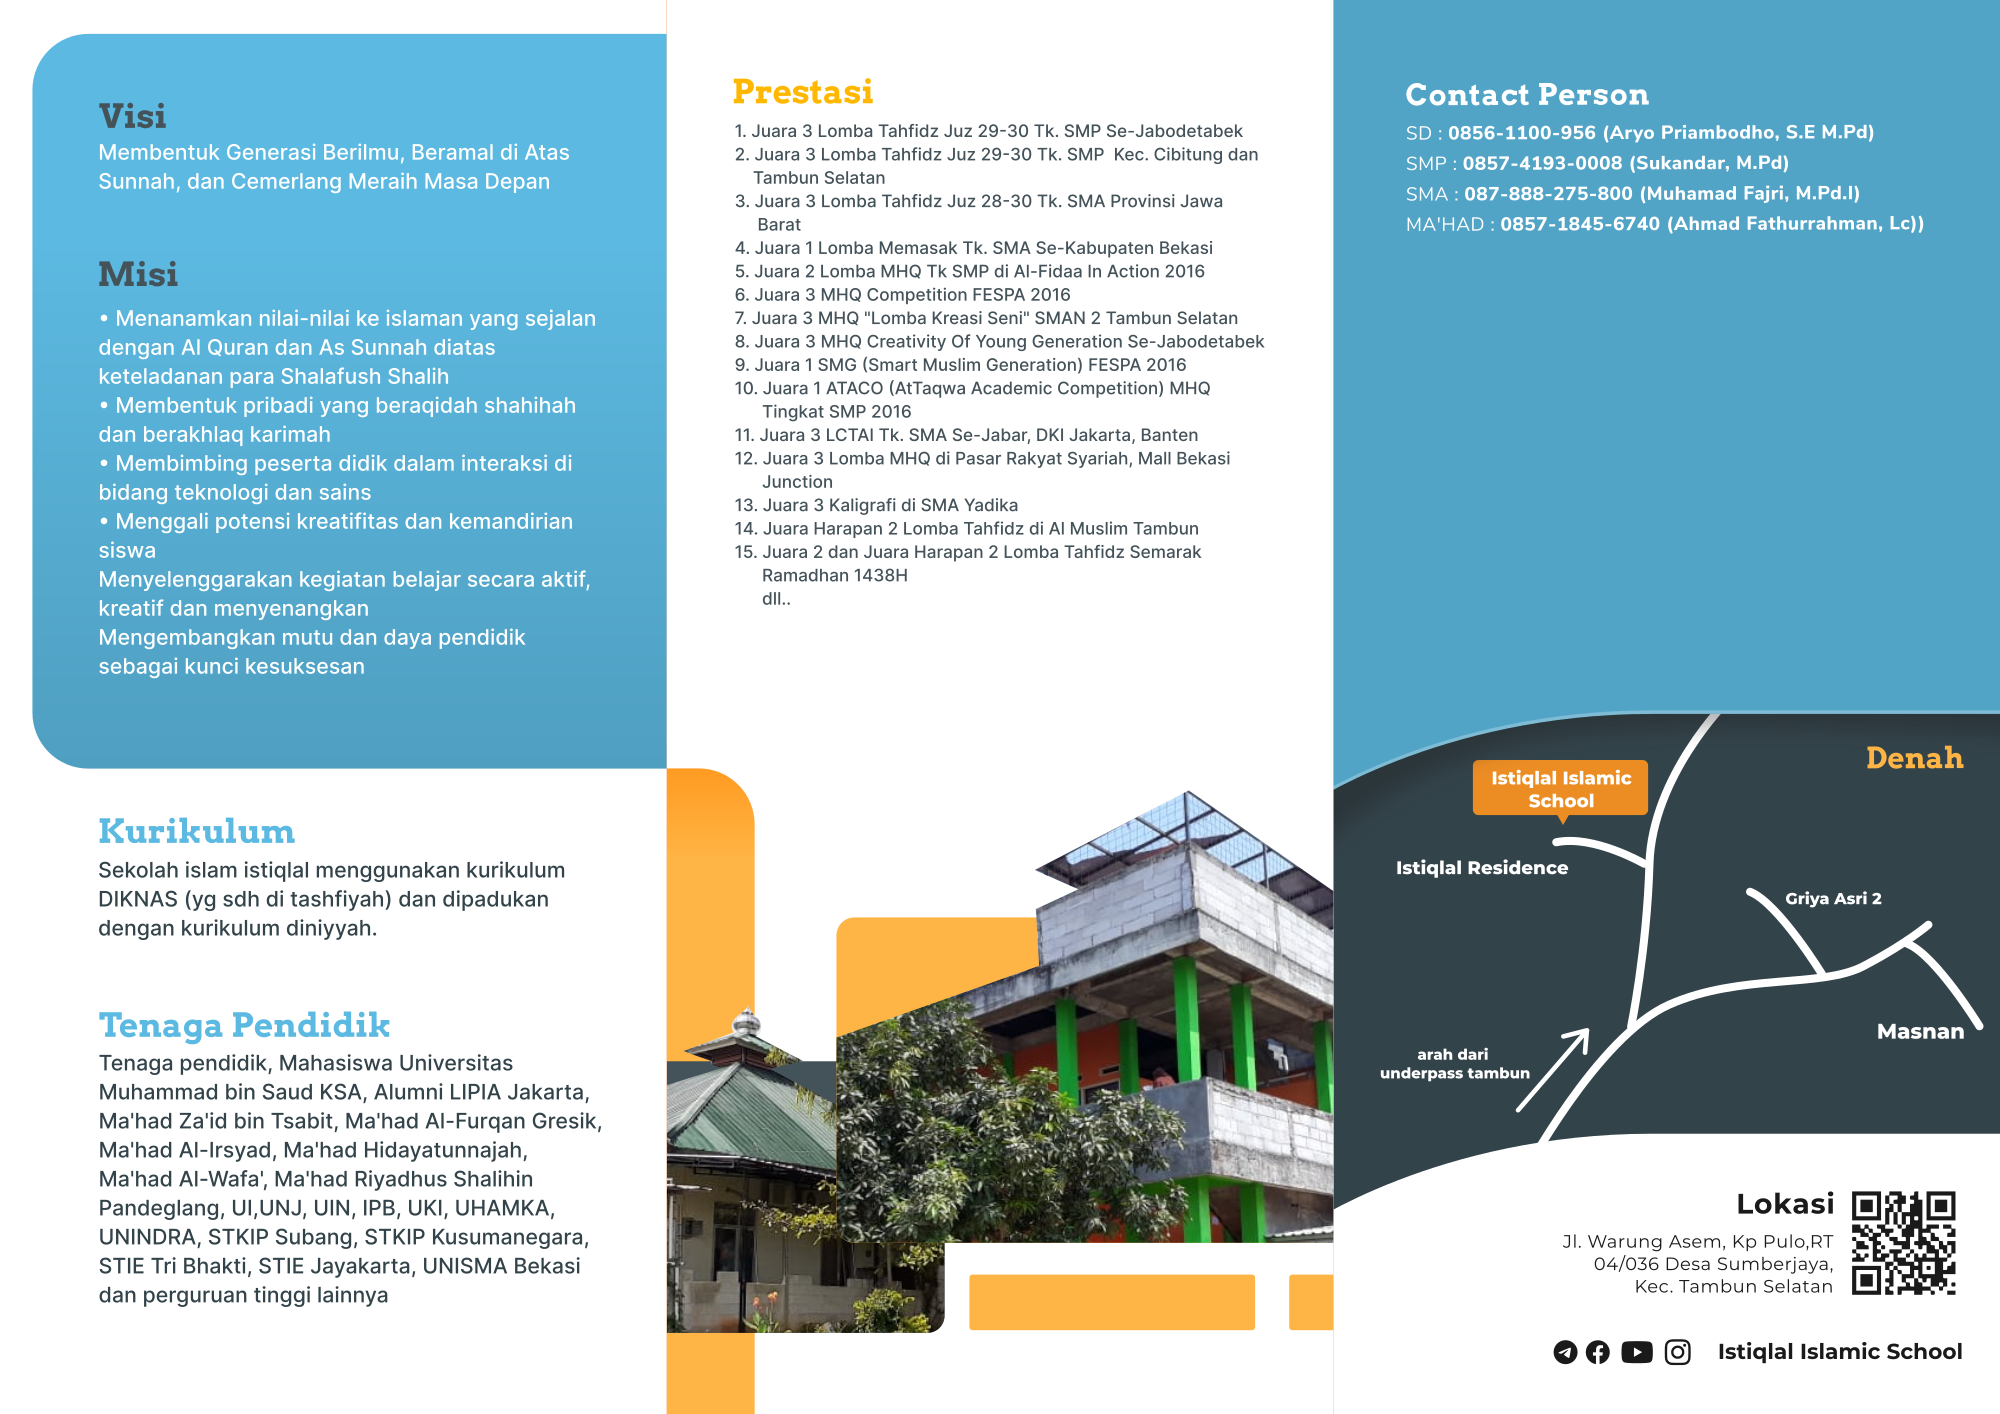 Visi
Membentuk Generasi Berilmu, Beramal di Atas
Sunnah, dan Cemerlang Meraih Masa Depan
Misi
• Menanamkan nilai-nilai ke islaman yang sejalan
dengan Al Quran dan As Sunnah diatas
keteladanan para Shalafush Shalih
• Membentuk pribadi yang beraqidah shahihah
dan berakhlaq karimah
• Membimbing peserta didik dalam interaksi di
bidang teknologi dan sains
• Menggali potensi kreatifitas dan kemandirian
siswa
Menyelenggarakan kegiatan belajar secara aktif,
kreatif dan menyenangkan
Mengembangkan mutu dan daya pendidik
sebagai kunci kesuksesan
Kurikulum
Sekolah islam istiqlal menggunakan kurikulum
DIKNAS (yg sdh di tashfiyah) dan dipadukan
dengan kurikulum diniyyah.
Tenaga Pendidik
Tenaga pendidik, Mahasiswa Universitas
Muhammad bin Saud KSA, Alumni LIPIA Jakarta,
Ma'had Za'id bin Tsabit, Ma'had Al-Furqan Gresik,
Ma'had Al-Irsyad, Ma'had Hidayatunnajah,
Ma'had Al-Wafa', Ma'had Riyadhus Shalihin
Pandeglang, UI,UNJ, UIN, IPB, UKI, UHAMKA,
UNINDRA, STKIP Subang, STKIP Kusumanegara,
STIE Tri Bhakti, STIE Jayakarta, UNISMA Bekasi
dan perguruan tinggi lainnya
Prestasi
1. Juara 3 Lomba Tahfidz Juz 29-30 Tk. SMP Se-Jabodetabek
2. Juara 3 Lomba Tahfidz Juz 29-30 Tk. SMP Kec. Cibitung dan
Tambun Selatan
3. Juara 3 Lomba Tahfidz Juz 28-30 Tk. SMA Provinsi Jawa
Barat
4. Juara 1 Lomba Memasak Tk. SMA Se-Kabupaten Bekasi
5. Juara 2 Lomba MHQ Tk SMP di Al-Fidaa In Action 2016
6. Juara 3 MHQ Competition FESPA 2016
7. Juara 3 MHQ "Lomba Kreasi Seni" SMAN 2 Tambun Selatan
8. Juara 3 MHQ Creativity Of Young Generation Se-Jabodetabek
9. Juara 1 SMG (Smart Muslim Generation) FESPA 2016
10. Juara 1 ATACO (AtTaqwa Academic Competition) MHQ
Tingkat SMP 2016
11. Juara 3 LCTAI Tk. SMA Se-Jabar, DKI Jakarta, Banten
12. Juara 3 Lomba MHQ di Pasar Rakyat Syariah, Mall Bekasi
Junction
13. Juara 3 Kaligrafi di SMA Yadika
14. Juara Harapan 2 Lomba Tahfidz di Al Muslim Tambun
15. Juara 2 dan Juara Harapan 2 Lomba Tahfidz Semarak
Ramadhan 1438H
dll..
Contact Person
SD : 0856-1100-956 (Aryo Priambodho, S.E M.Pd)
SMP : 0857-4193-0008 (Sukandar, M.Pd)
SMA : 087-888-275-800 (Muhamad Fajri, M.Pd.I)
MA'HAD : 0857-1845-6740 (Ahmad Fathurrahman, Lc))
Denah
Istiqlal Islamic
School
Istiqlal Residence
Griya Asri 2
Masnan
arah dari
underpass tambun
Lokasi
Jl. Warung Asem, Kp Pulo,RT
04/036 Desa Sumberjaya,
Kec. Tambun Selatan
Istiqlal Islamic School